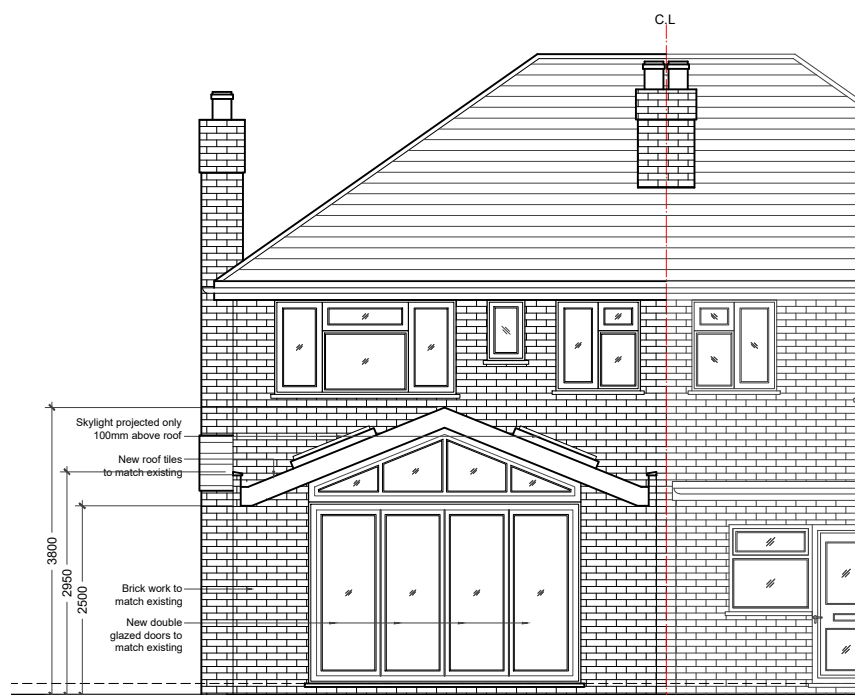 C.L
Skylight projected only
100mm above roof
New roof tiles
to match existing
3800
2950
2500
Brick work to
match existing
New double
glazed doors to
match existing